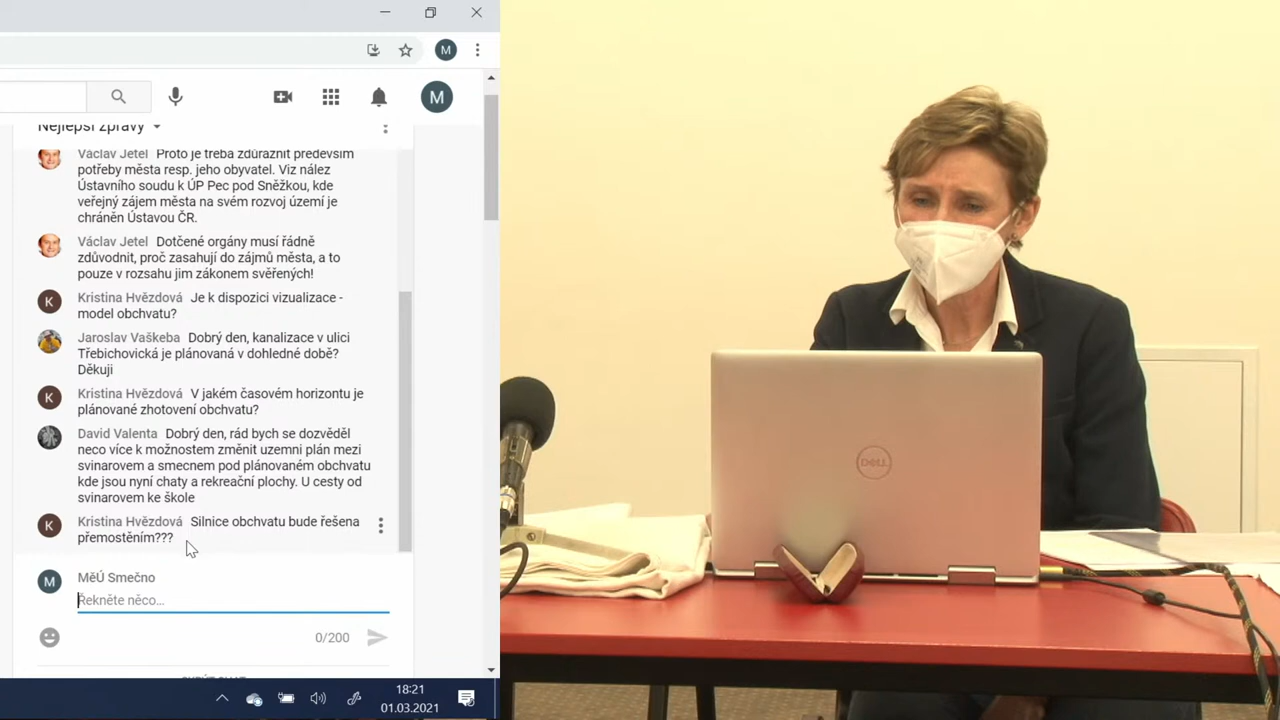 M
M
Nejlepší zprávy
Václav Jetel Proto je třeba zdůraznit především
potřeby města resp. jeho obyvatel. Viz nález
Ústavního soudu k ÚP Pec pod Sněžkou, kde
veřejný zájem města na svém rozvoj území je
chráněn Ústavou ČR.
Václav Jetel Dotčené orgány musí řádně
zdůvodnit, proč zasahují do zájmů města, a to
pouze v rozsahu jim zákonem svěřených!
K Kristina Hvězdová Je k dispozici vizualizace -
model obchvatu?
Jaroslav Vaškeba Dobrý den, kanalizace v ulici
Třebichovická je plánovaná v dohledné době?
Děkuji
K Kristina Hvězdová V jakém časovém horizontu je
plánované zhotovení obchvatu?
David Valenta Dobrý den, rád bych se dozvěděl
neco více k možnostem změnit uzemni plán mezi
svinarovem a smecnem pod plánovaném obchvatu
kde jsou nyní chaty a rekreační plochy. U cesty od
svinarovem ke škole
K Kristina Hvězdová Silnice obchvatu bude řešena
přemostěním???
M MěÚ Smečno
Řekněte něco...
0/200
18:21
01.03.2021
DELL